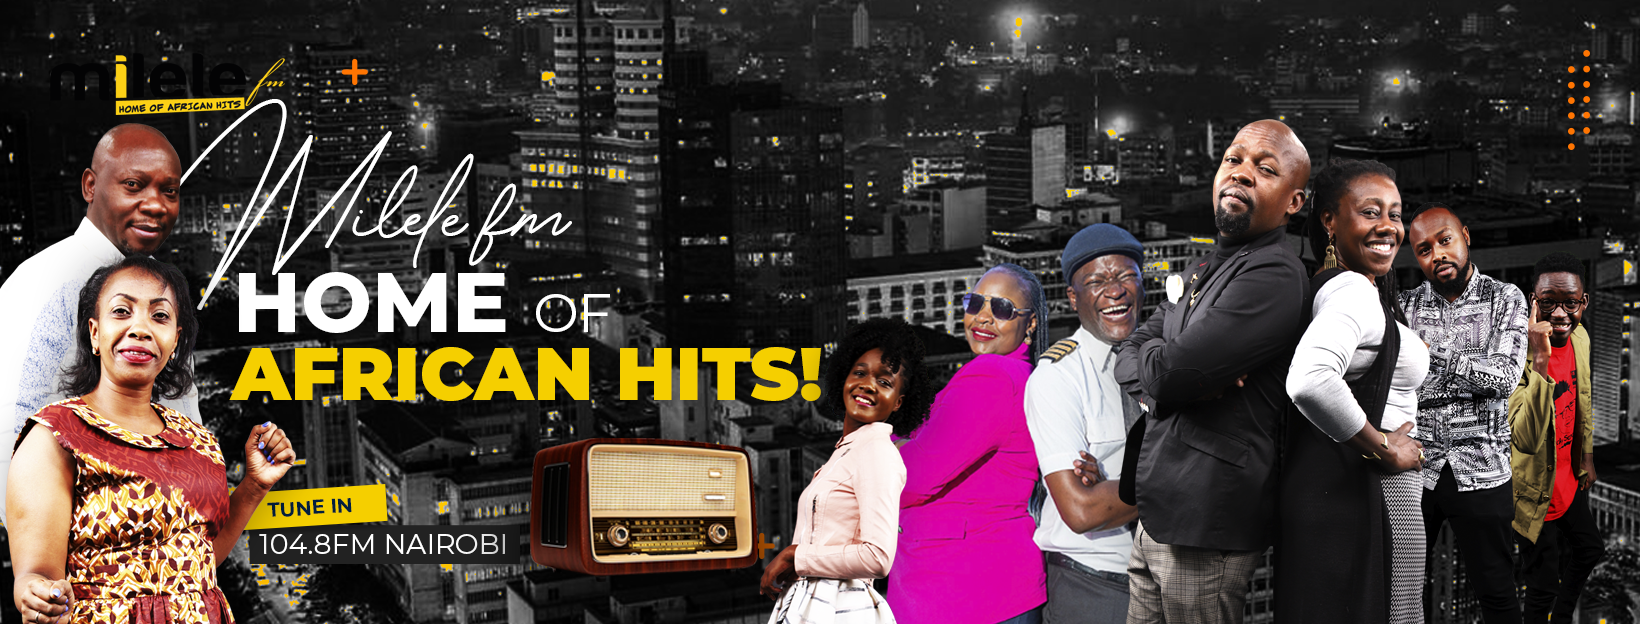 milele fm
HOME OF AFRICAN HITS
Milele fm
HOME OF
AFRICAN HITS!
TUNE IN
104.8FM NAIROBI